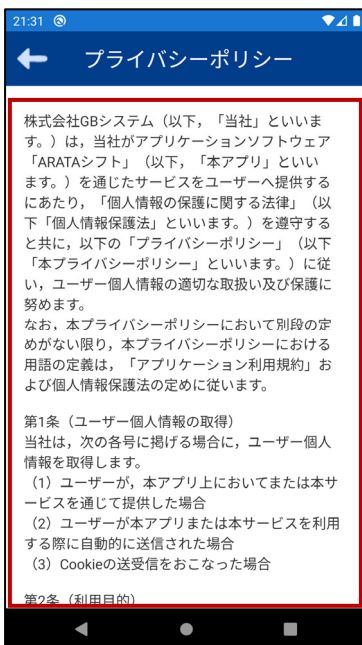 21:31
プライバシーポリシー
株式会社GBシステム（以下，「当社」といいま
す。）は，当社がアプリケーションソフトウェア
「ARATAシフト」（以下，「本アプリ」といい
ます。）を通じたサービスをユーザーへ提供する
にあたり，「個人情報の保護に関する法律」（以
下「個人情報保護法」といいます。）を遵守する
と共に，以下の「プライバシーポリシー」（以下
「本プライバシーポリシー」といいます。）に従
い，ユーザー個人情報の適切な取扱い及び保護に
努めます。
なお，本プライバシーポリシーにおいて別段の定
めがない限り，本プライバシーポリシーにおける
用語の定義は，「アプリケーション利用規約」お
よび個人情報保護法の定めに従います。
第1条（ユーザー個人情報の取得）
当社は，次の各号に掲げる場合に，ユーザー個人
情報を取得します。
（1）ユーザーが，本アプリ上においてまたは本サ
ービスを通じて提供した場合
（2）ユーザーが本アプリまたは本サービスを利用
する際に自動的に送信された場合
（3）Cookieの送受信をおこなった場合
第2条（利用目的）